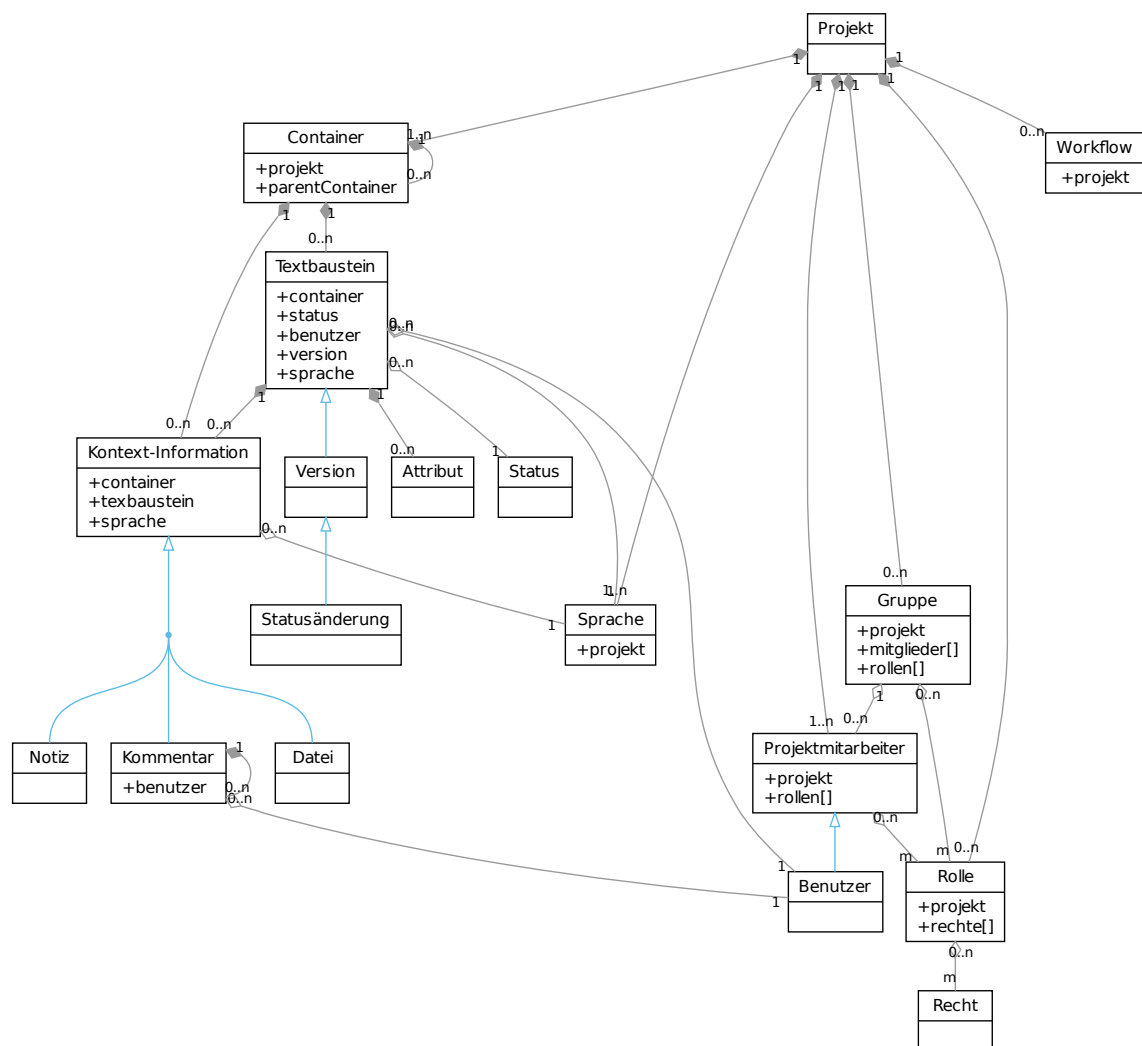 Projekt
1
1
1
1
1
1
1
Container
+projekt
+parentContainer
1..n
1
0..n
0..n
Workflow
+projekt
1
1
0..n
Textbaustein
+container
+status
+benutzer
+version
+sprache
0..n
0..n
0..n
1
1
0..n
0..n
0..n
1
Kontext-Information
+container
+texbaustein
+sprache
Version
Attribut
Status
0..n
Statusänderung
1
1..n
1
Sprache
+projekt
0..n
Gruppe
+projekt
+mitglieder[]
+rollen[]
1
0..n
1..n
0..n
Notiz
Kommentar
+benutzer
1
0..n
0..n
Datei
Projektmitarbeiter
+projekt
+rollen[]
0..n
m
m
0..n
1
1
Benutzer
Rolle
+projekt
+rechte[]
0..n
m
Recht